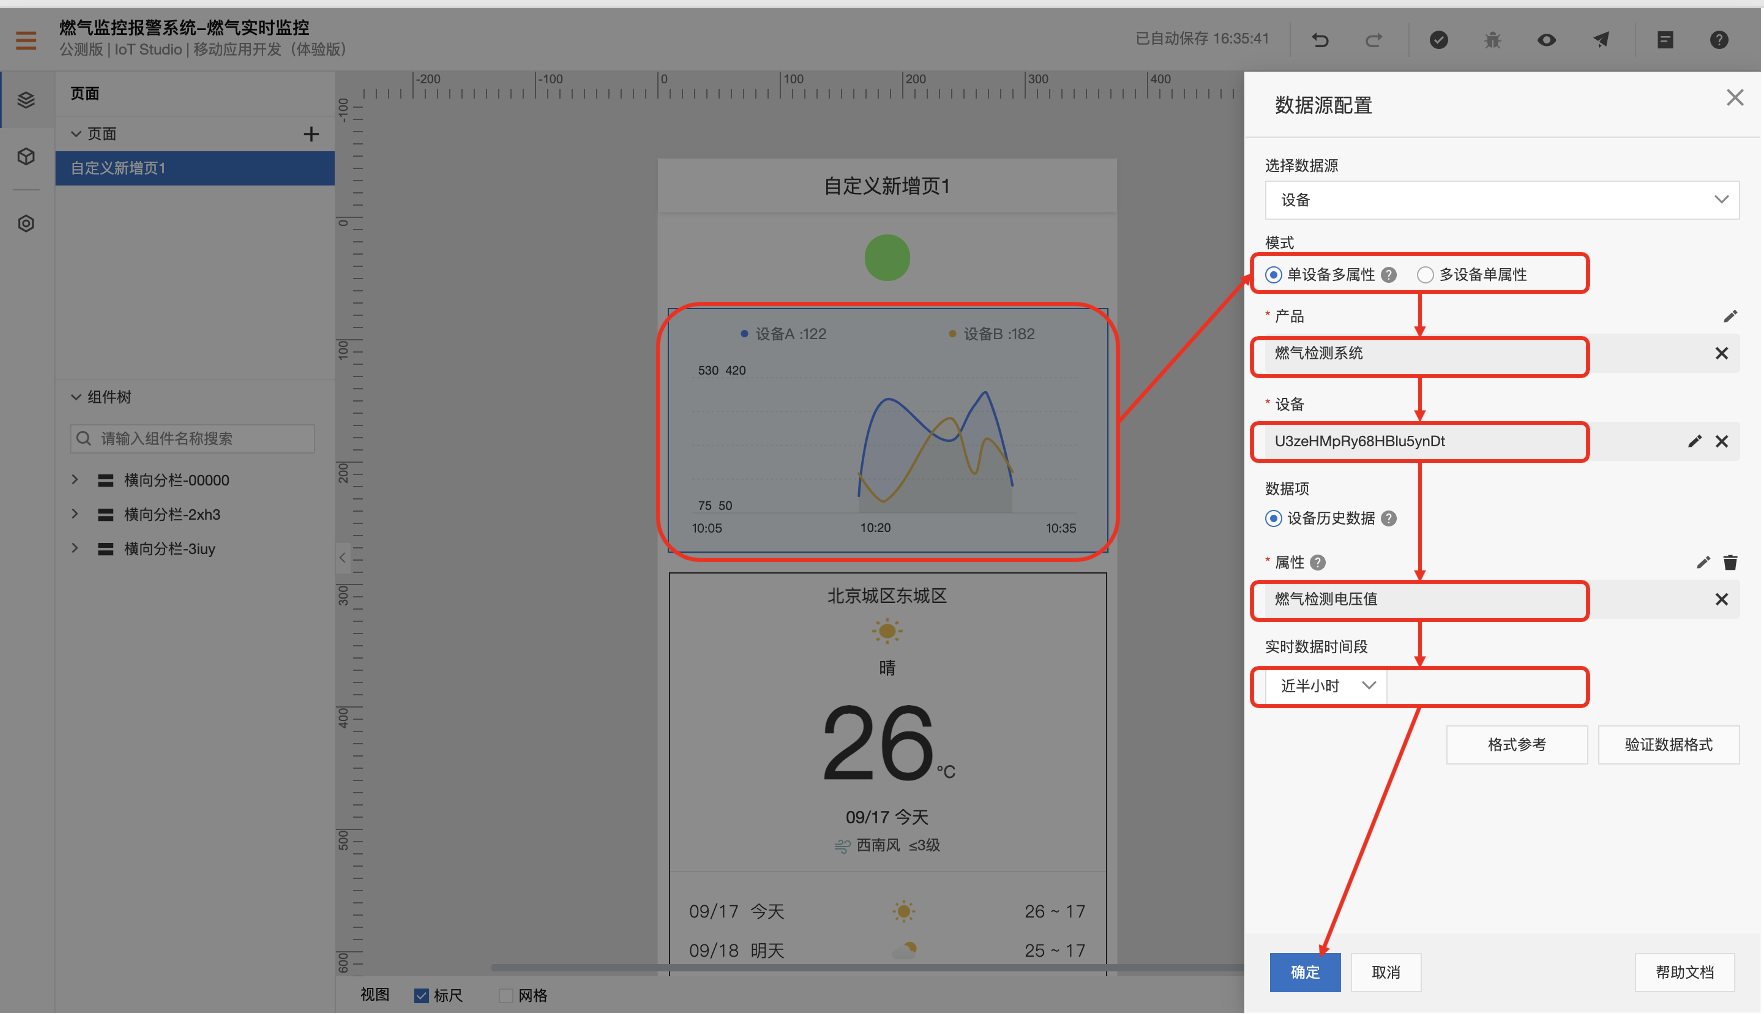 燃气监控报警系统-燃气实时监控
公测版 | IoT Studio | 移动应用开发（体验版）
已自动保存 16:35:41
页面
页面
自定义新增页1
组件树
请输入组件名称搜索
横向分栏-00000
横向分栏-2xh3
横向分栏-3iuy
-200 -100 0 100 200 300 400
-100
0
100
200
300
400
500
600
自定义新增页1
设备A :122 设备B :182
530 420
75 50
10:05 10:20 10:35
北京城区东城区
晴
26 °C
09/17 今天
西南风 ≤3级
09/17 今天 26 ~ 17
09/18 明天 25 ~ 17
视图 标尺 网格
数据源配置
选择数据源
设备
模式
单设备多属性 ? 多设备单属性
* 产品
燃气检测系统
* 设备
U3zeHMpRy68HBlu5ynDt
数据项
设备历史数据 ?
* 属性 ?
燃气检测电压值
实时数据时间段
近半小时
格式参考 验证数据格式
确定 取消 帮助文档